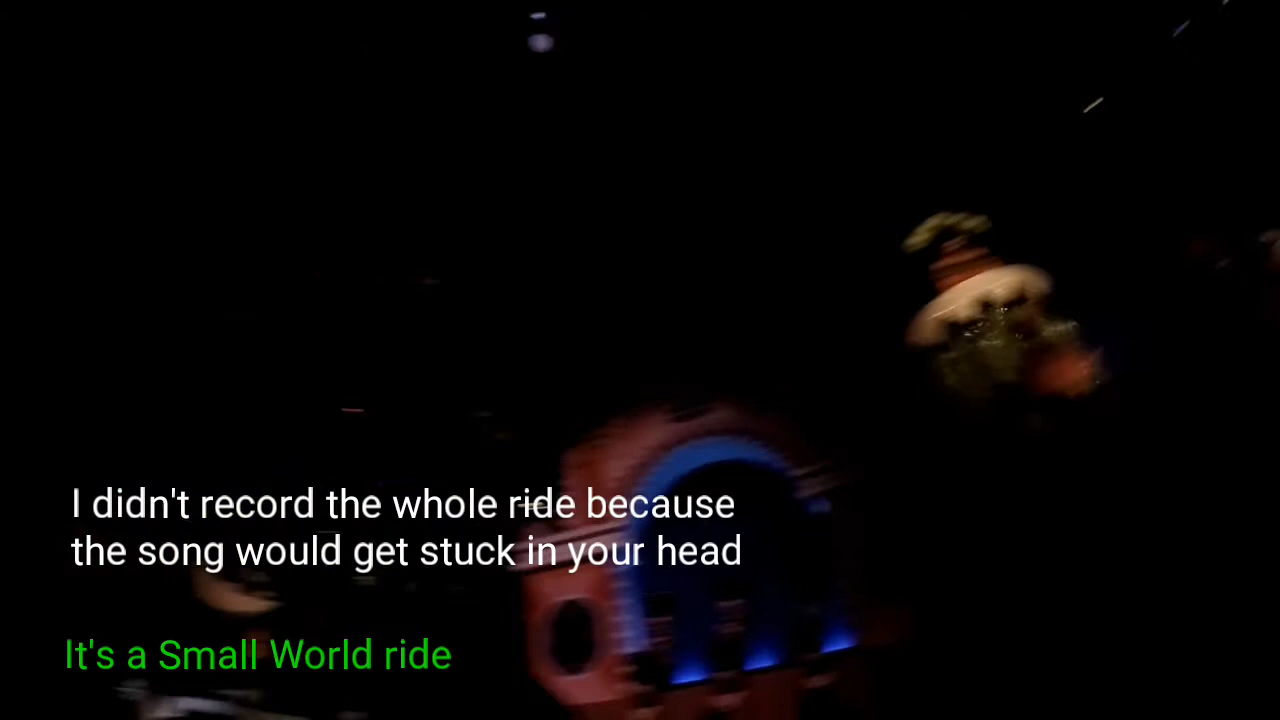 I didn't record the whole ride because
the song would get stuck in your head
It's a Small World ride